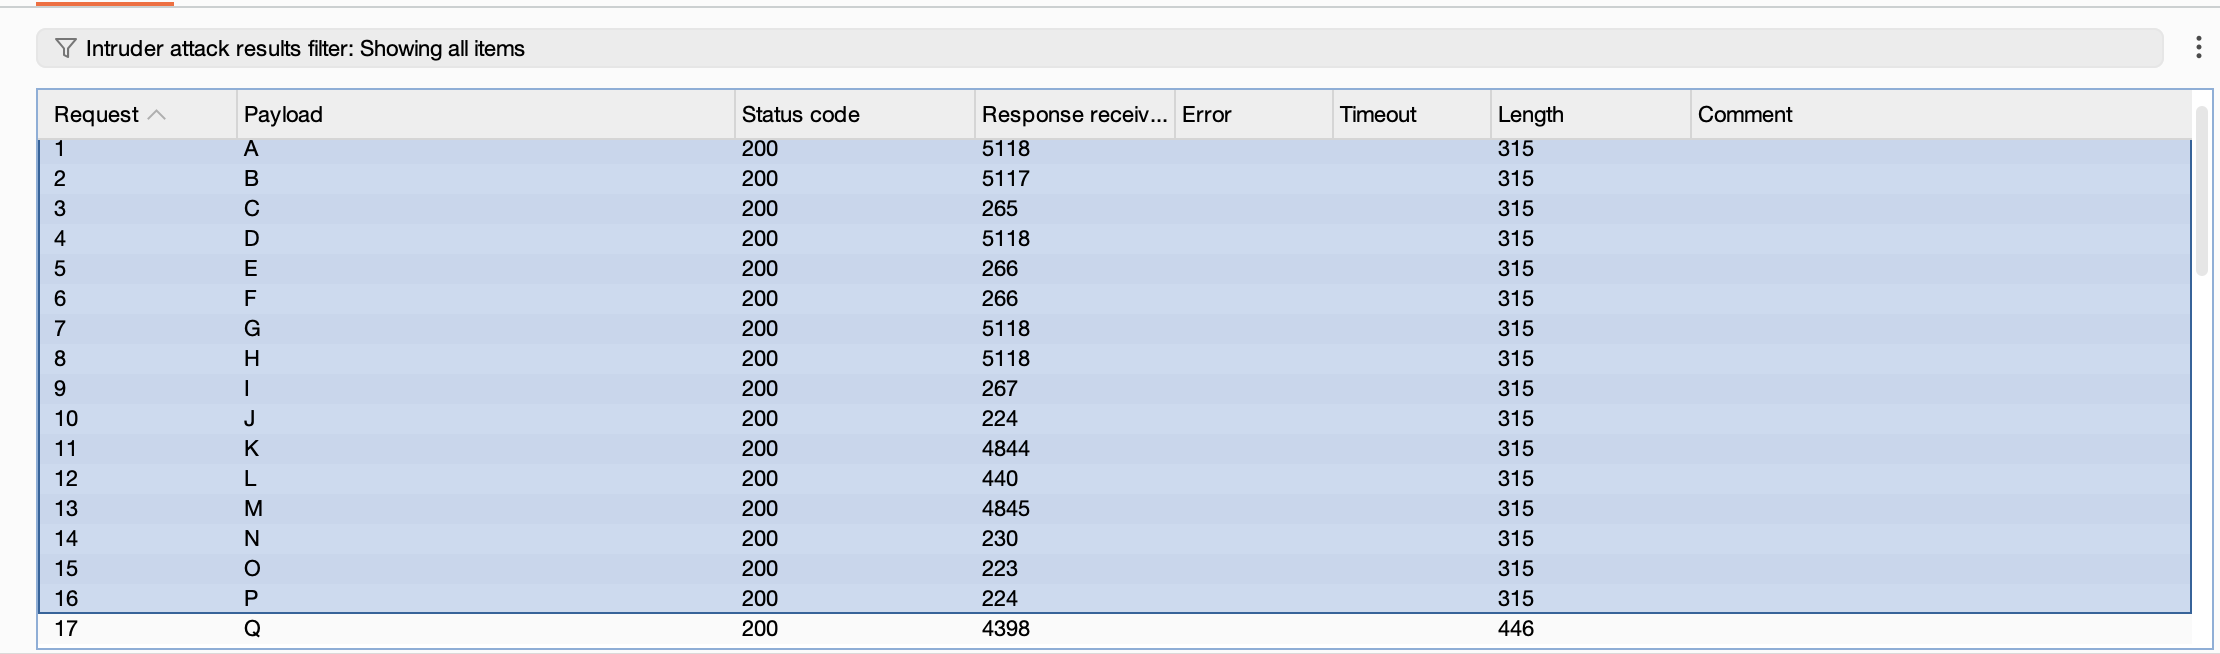 Intruder attack results filter: Showing all items
Request Payload Status code Response receiv... Error Timeout Length Comment
1 A 200 5118 315
2 B 200 5117 315
3 C 200 265 315
4 D 200 5118 315
5 E 200 266 315
6 F 200 266 315
7 G 200 5118 315
8 H 200 5118 315
9 I 200 267 315
10 J 200 224 315
11 K 200 4844 315
12 L 200 440 315
13 M 200 4845 315
14 N 200 230 315
15 O 200 223 315
16 P 200 224 315
17 Q 200 4398 446